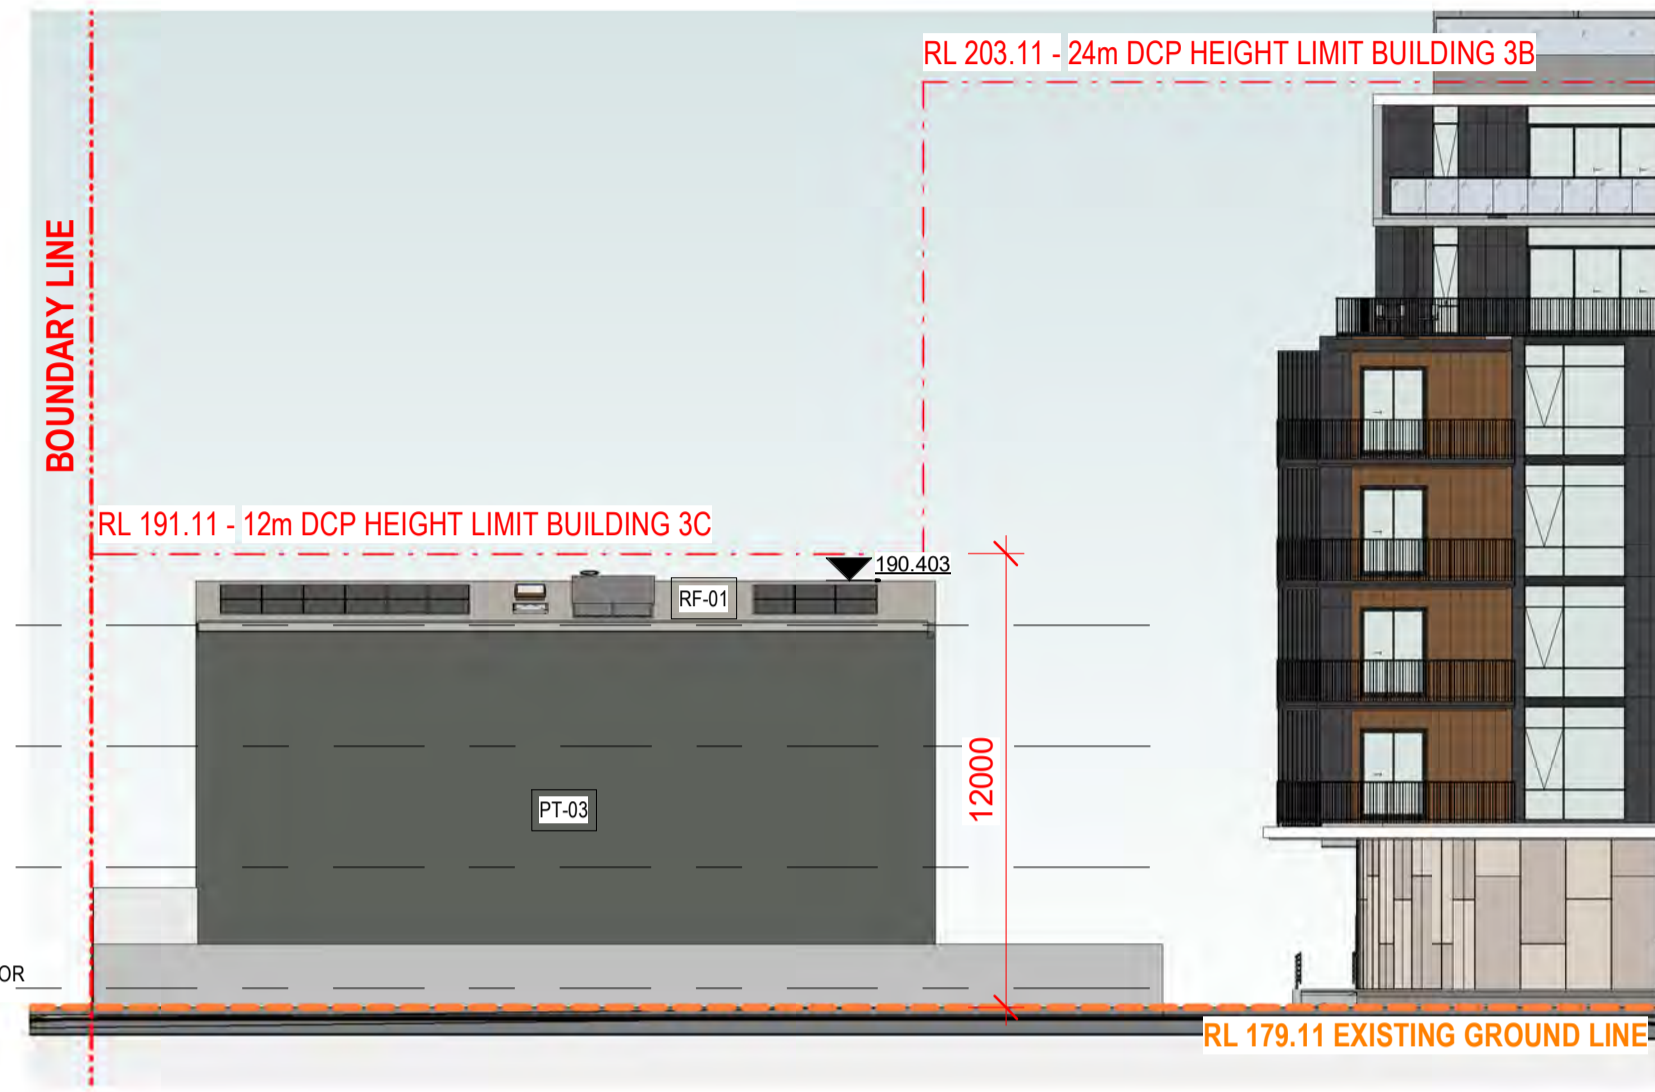 RL 203.11 - 24m DCP HEIGHT LIMIT BUILDING 3B
BOUNDARY LINE
RL 191.11 - 12m DCP HEIGHT LIMIT BUILDING 3C
190.403
RF-01
12000
PT-03
OR
RL 179.11 EXISTING GROUND LINE